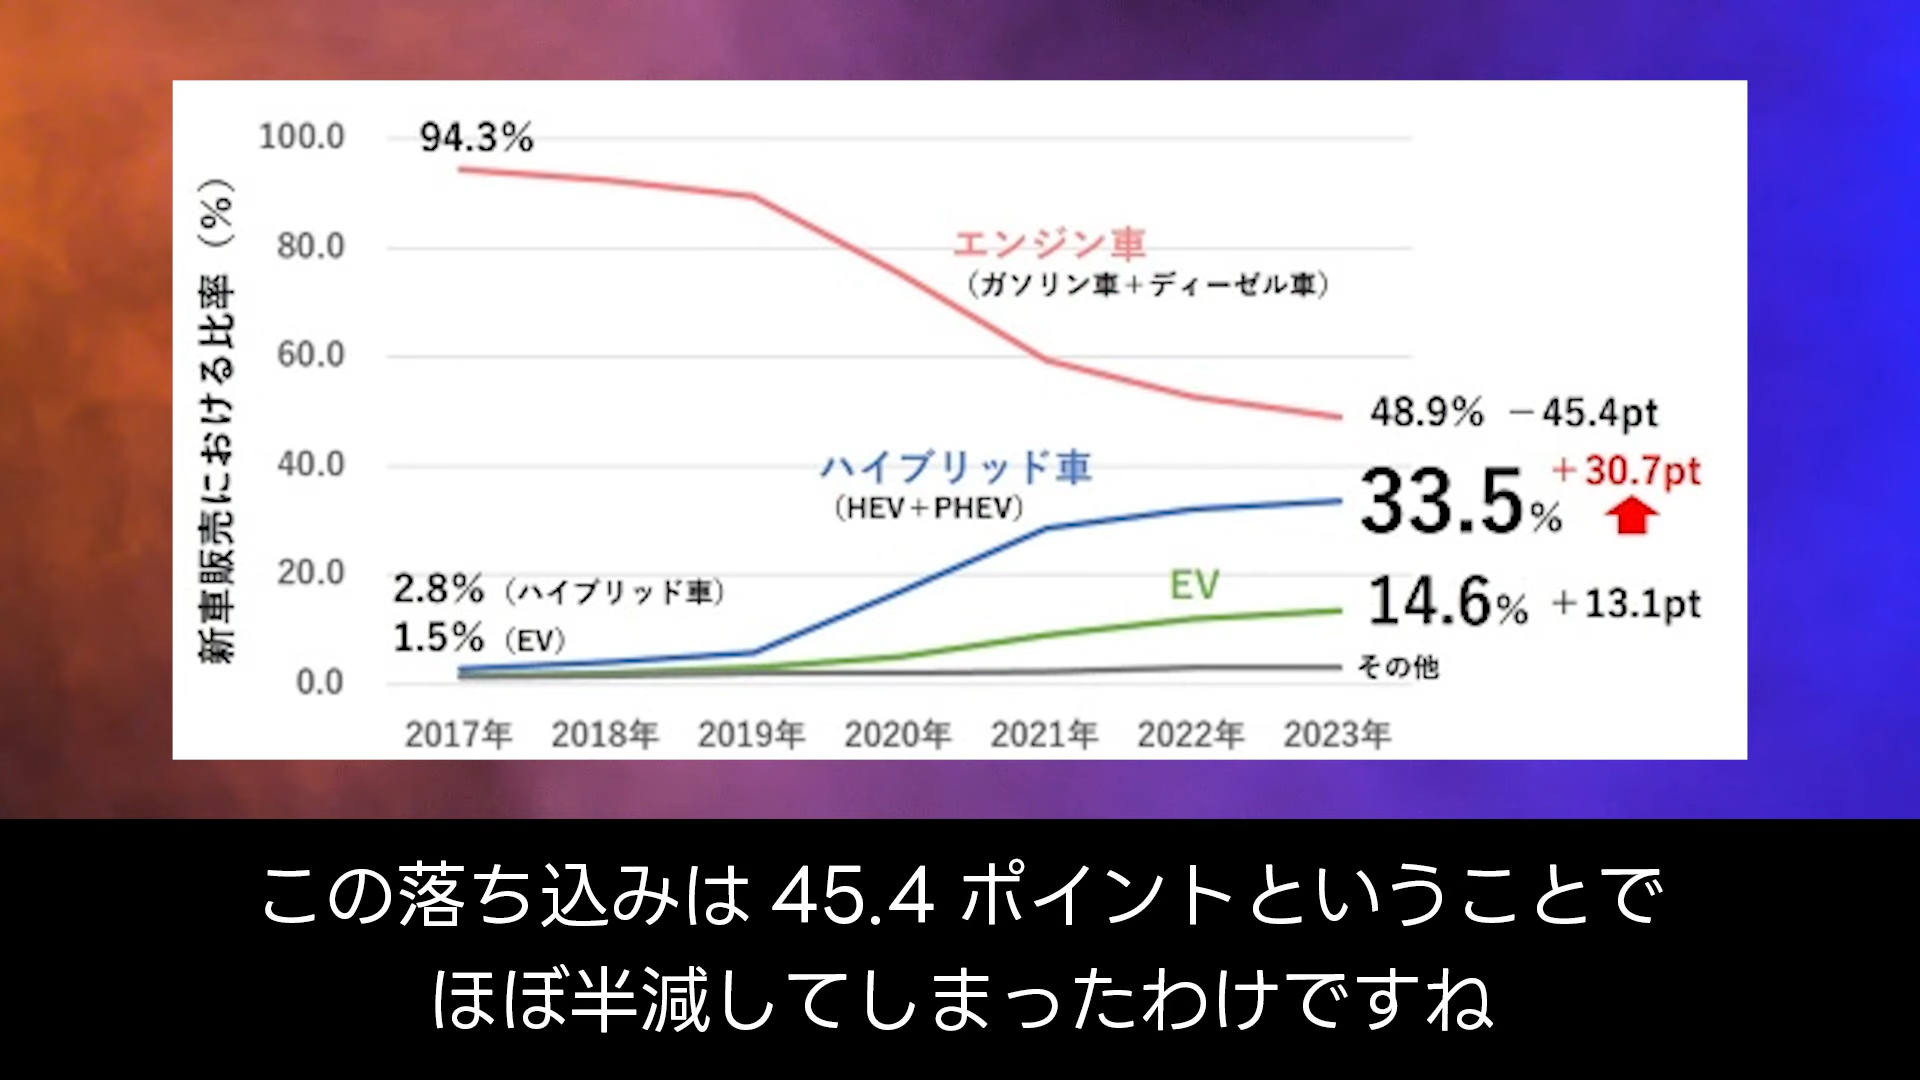 新車販売における比率（％）
100.0
80.0
60.0
40.0
20.0
0.0
94.3%
エンジン車
（ガソリン車＋ディーゼル車）
48.9% －45.4pt
ハイブリッド車
（HEV＋PHEV）
+30.7pt
33.5%
2.8%（ハイブリッド車）
1.5%（EV）
EV
14.6% +13.1pt
その他
2017年 2018年 2019年 2020年 2021年 2022年 2023年
この落ち込みは 45.4 ポイントということで
ほぼ半減してしまったわけですね